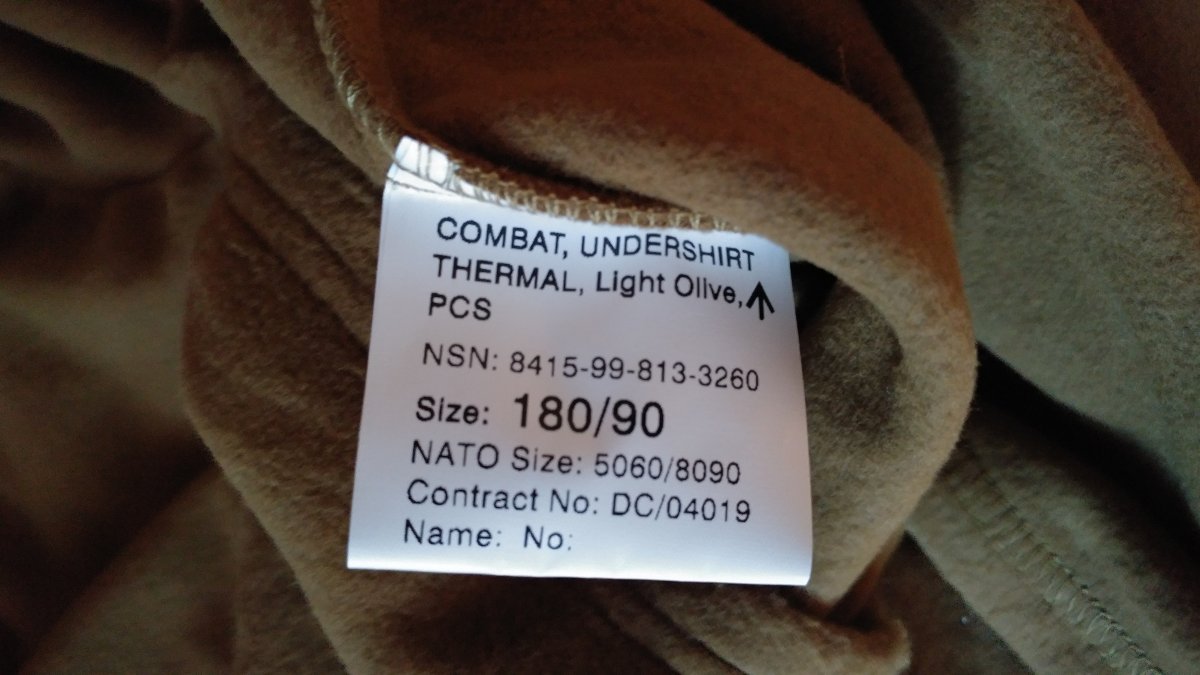 COMBAT, UNDERSHIRT
THERMAL, Light Olive,
PCS
NSN: 8415-99-813-3260
Size: 180/90
NATO Size: 5060/8090
Contract No: DC/04019
Name: No: